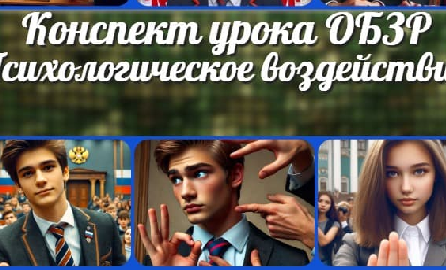 Конспект урока ОБЗР
Психологическое воздействи